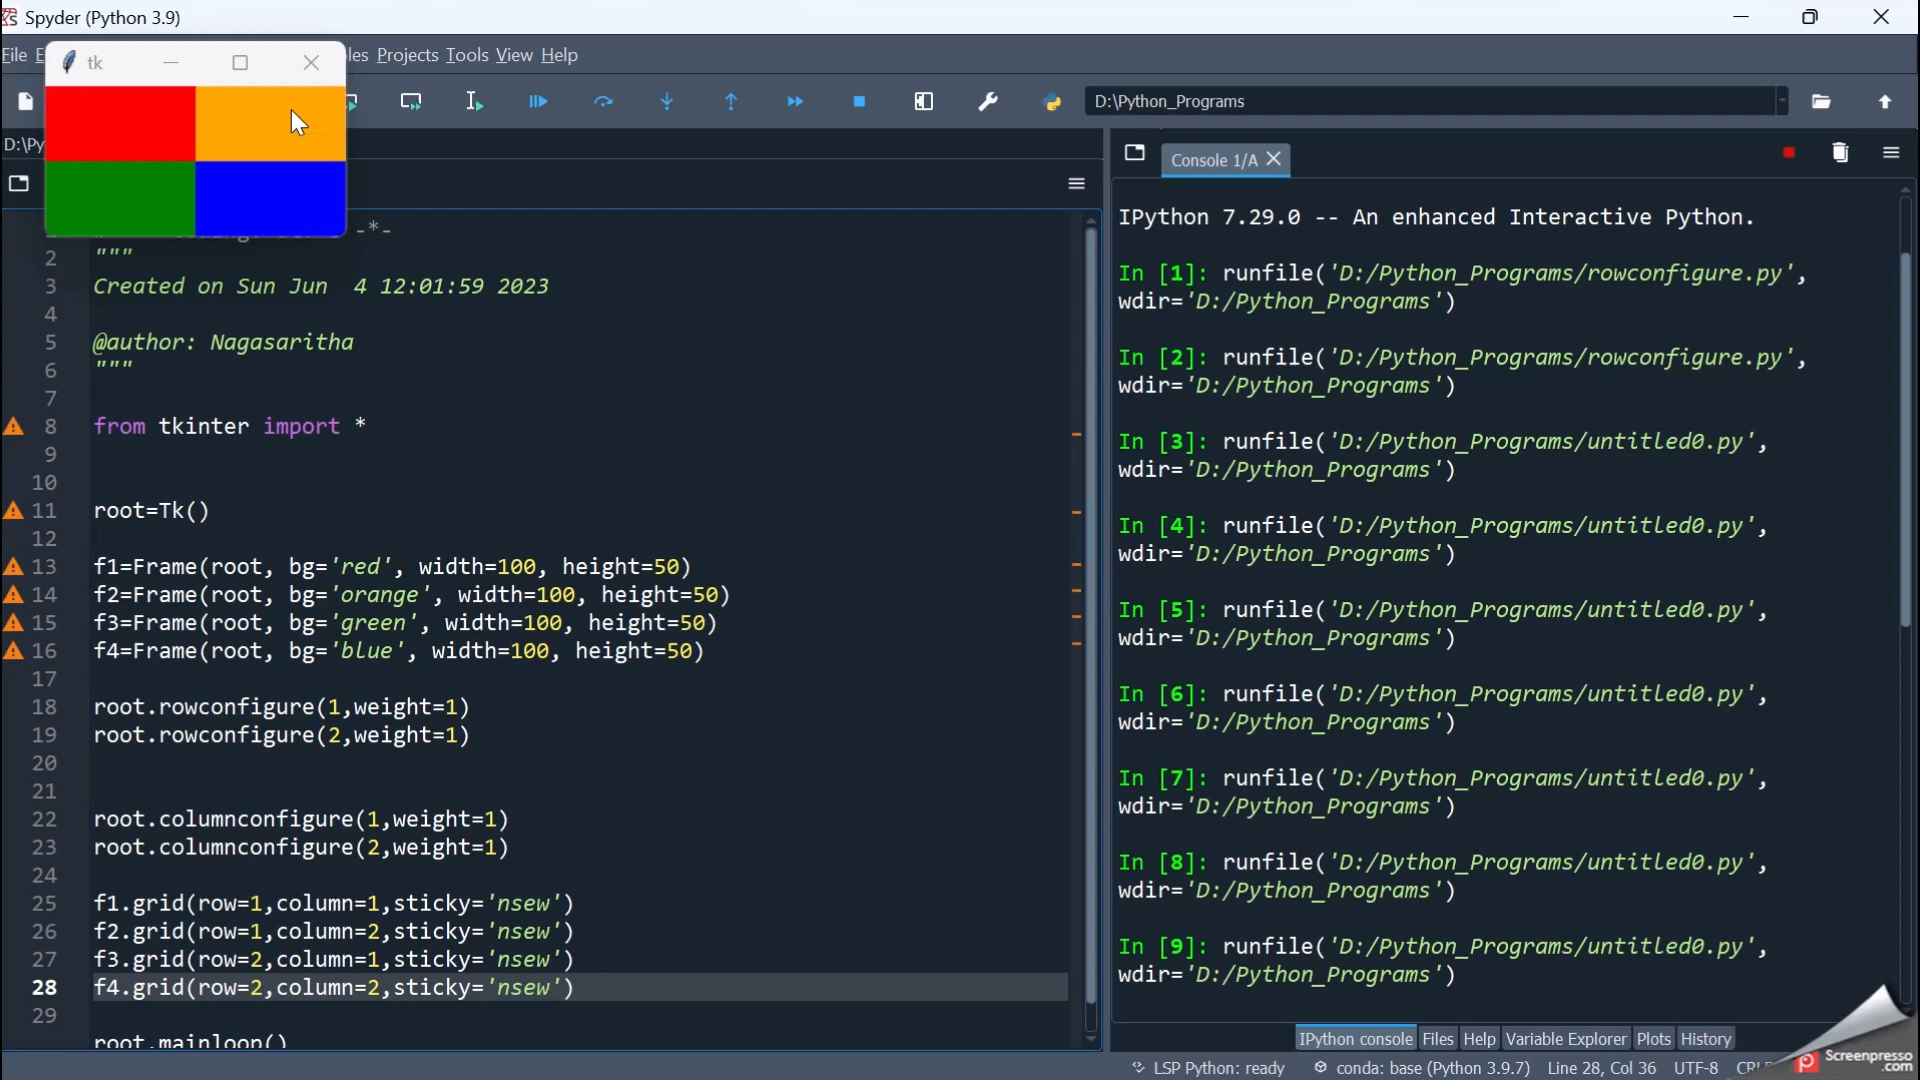 Spyder (Python 3.9)
File
Projects Tools View Help
tk
D:\Python_Programs
Console 1/A
-*-
2 """
3 Created on Sun Jun  4 12:01:59 2023
4
5 @author: Nagasaritha
6 """
7
8 from tkinter import *
9
10
11 root=Tk()
12
13 f1=Frame(root, bg='red', width=100, height=50)
14 f2=Frame(root, bg='orange', width=100, height=50)
15 f3=Frame(root, bg='green', width=100, height=50)
16 f4=Frame(root, bg='blue', width=100, height=50)
17
18 root.rowconfigure(1,weight=1)
19 root.rowconfigure(2,weight=1)
20
21
22 root.columnconfigure(1,weight=1)
23 root.columnconfigure(2,weight=1)
24
25 f1.grid(row=1,column=1,sticky='nsew')
26 f2.grid(row=1,column=2,sticky='nsew')
27 f3.grid(row=2,column=1,sticky='nsew')
28 f4.grid(row=2,column=2,sticky='nsew')
29
root.mainloop()
IPython 7.29.0 -- An enhanced Interactive Python.
In [1]: runfile('D:/Python_Programs/rowconfigure.py',
wdir='D:/Python_Programs')
In [2]: runfile('D:/Python_Programs/rowconfigure.py',
wdir='D:/Python_Programs')
In [3]: runfile('D:/Python_Programs/untitled0.py',
wdir='D:/Python_Programs')
In [4]: runfile('D:/Python_Programs/untitled0.py',
wdir='D:/Python_Programs')
In [5]: runfile('D:/Python_Programs/untitled0.py',
wdir='D:/Python_Programs')
In [6]: runfile('D:/Python_Programs/untitled0.py',
wdir='D:/Python_Programs')
In [7]: runfile('D:/Python_Programs/untitled0.py',
wdir='D:/Python_Programs')
In [8]: runfile('D:/Python_Programs/untitled0.py',
wdir='D:/Python_Programs')
In [9]: runfile('D:/Python_Programs/untitled0.py',
wdir='D:/Python_Programs')
IPython console Files Help Variable Explorer Plots History
LSP Python: ready conda: base (Python 3.9.7) Line 28, Col 36 UTF-8
Screenpresso
.com